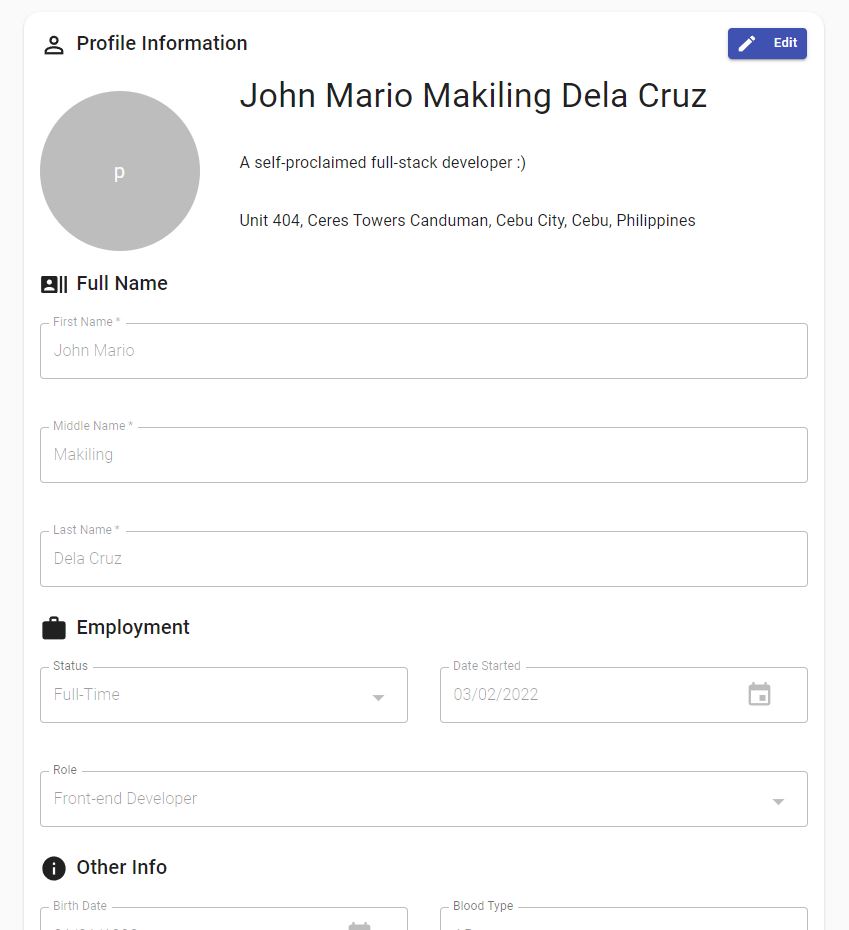 Profile Information
Edit
John Mario Makiling Dela Cruz
p
A self-proclaimed full-stack developer :)
Unit 404, Ceres Towers Canduman, Cebu City, Cebu, Philippines
Full Name
First Name *
John Mario
Middle Name *
Makiling
Last Name *
Dela Cruz
Employment
Status
Full-Time
Date Started
03/02/2022
Role
Front-end Developer
Other Info
Birth Date
Blood Type